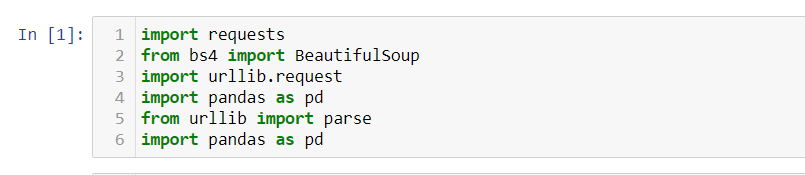 In [1]:
1 import requests
2 from bs4 import BeautifulSoup
3 import urllib.request
4 import pandas as pd
5 from urllib import parse
6 import pandas as pd